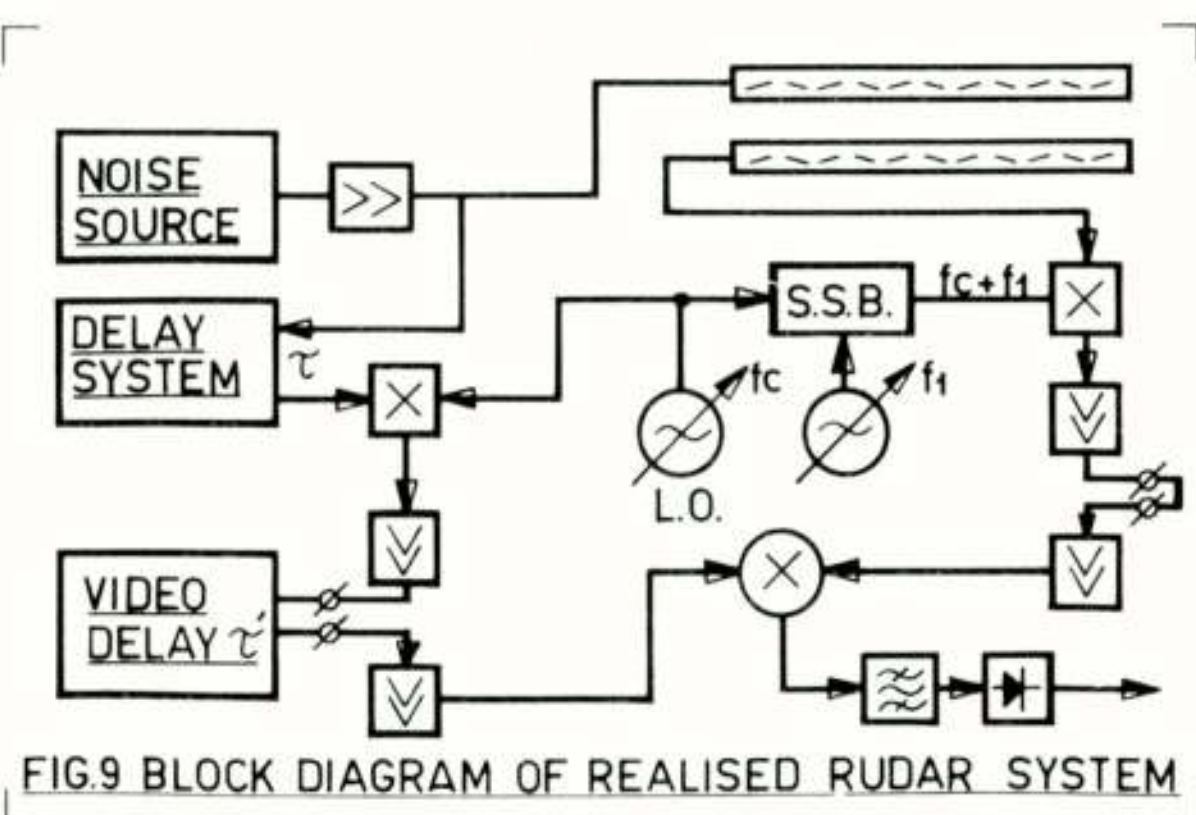 NOISE
SOURCE
DELAY
SYSTEM
τ
S.S.B.
fc+f1
fc
f1
L.O.
VIDEO
DELAY τ'
FIG.9 BLOCK DIAGRAM OF REALISED RUDAR SYSTEM